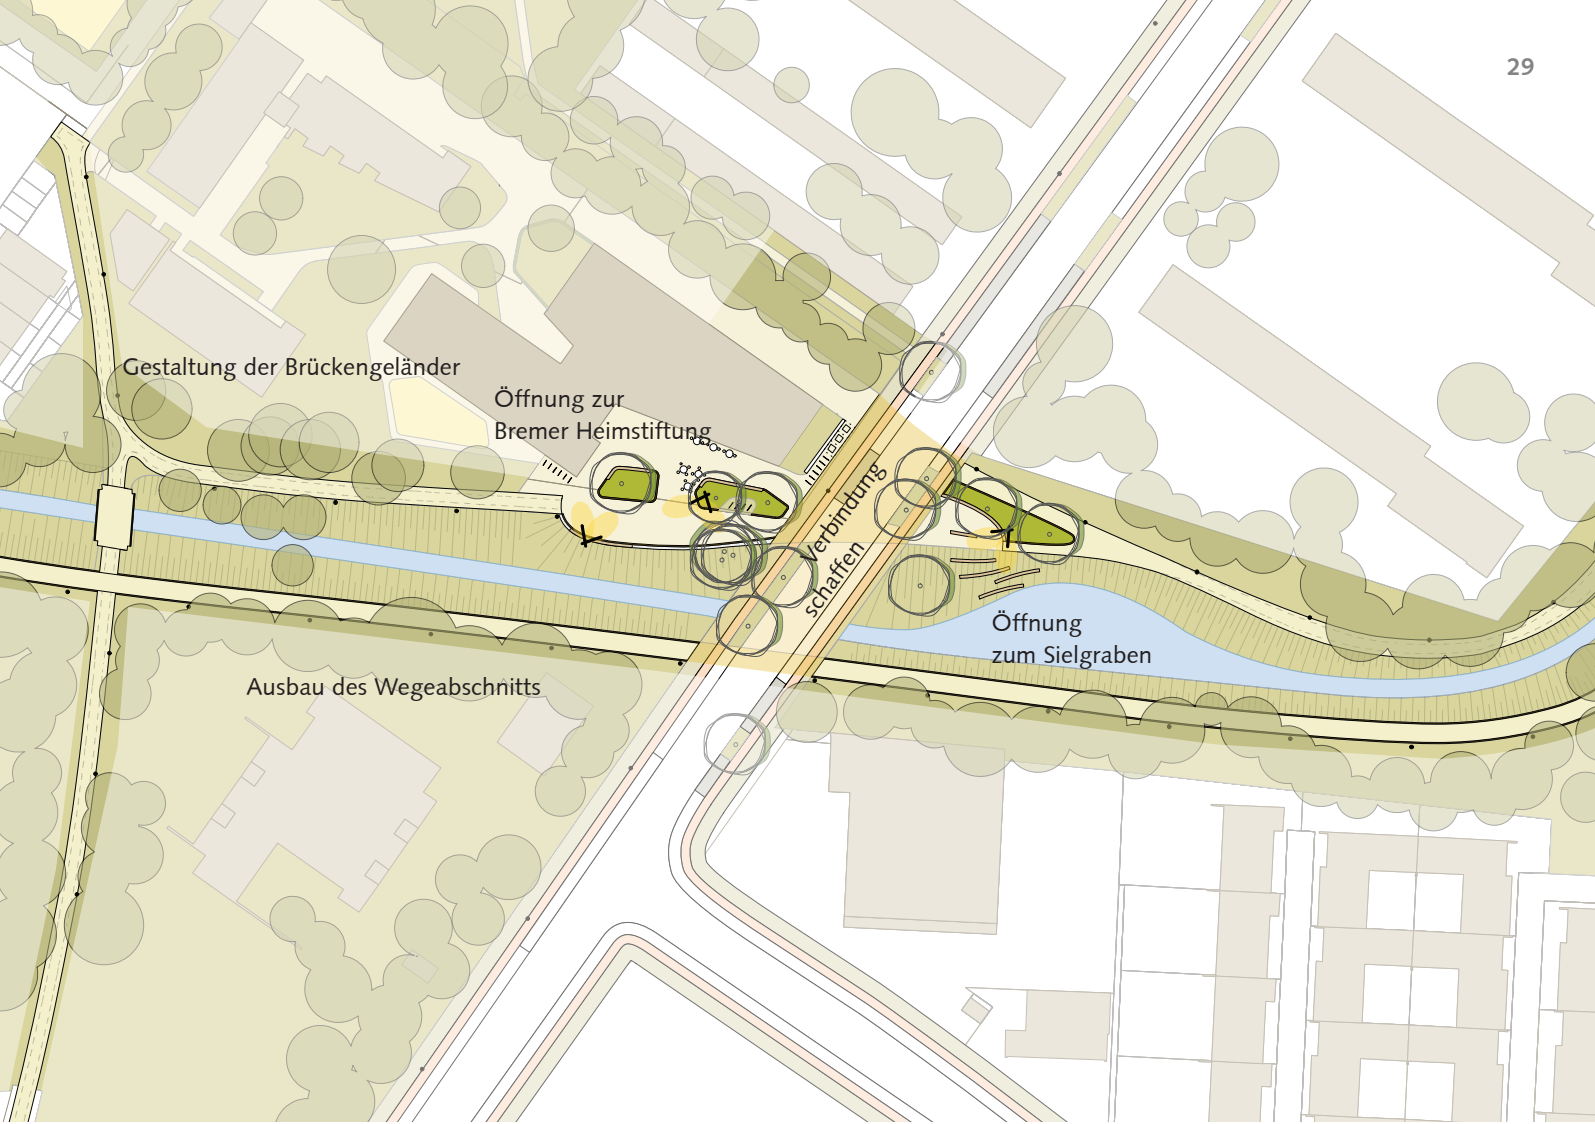 29
Gestaltung der Brückengeländer
Öffnung zur
Bremer Heimstiftung
Verbindung
schaffen
Öffnung
zum Sielgraben
Ausbau des Wegeabschnitts